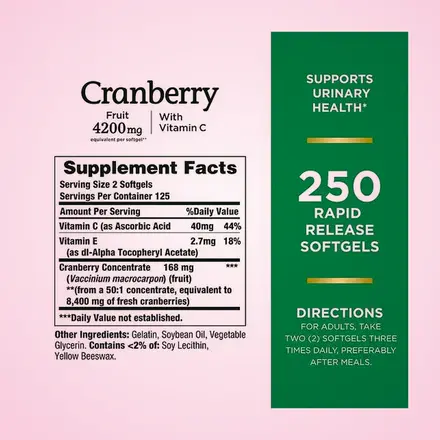 Cranberry
Fruit
4200mg
equivalent per softgel**
With
Vitamin C
Supplement Facts
Serving Size 2 Softgels
Servings Per Container 125
Amount Per Serving %Daily Value
Vitamin C (as Ascorbic Acid 40mg 44%
Vitamin E 2.7mg 18%
(as dl-Alpha Tocopheryl Acetate)
Cranberry Concentrate 168 mg ***
(Vaccinium macrocarpon) (fruit)
**(from a 50:1 concentrate, equivalent to
8,400 mg of fresh cranberries)
***Daily Value not established.
Other Ingredients: Gelatin, Soybean Oil, Vegetable
Glycerin. Contains <2% of: Soy Lecithin,
Yellow Beeswax.
SUPPORTS
URINARY
HEALTH*
250
RAPID
RELEASE
SOFTGELS
DIRECTIONS
FOR ADULTS, TAKE
TWO (2) SOFTGELS THREE
TIMES DAILY, PREFERABLY
AFTER MEALS.